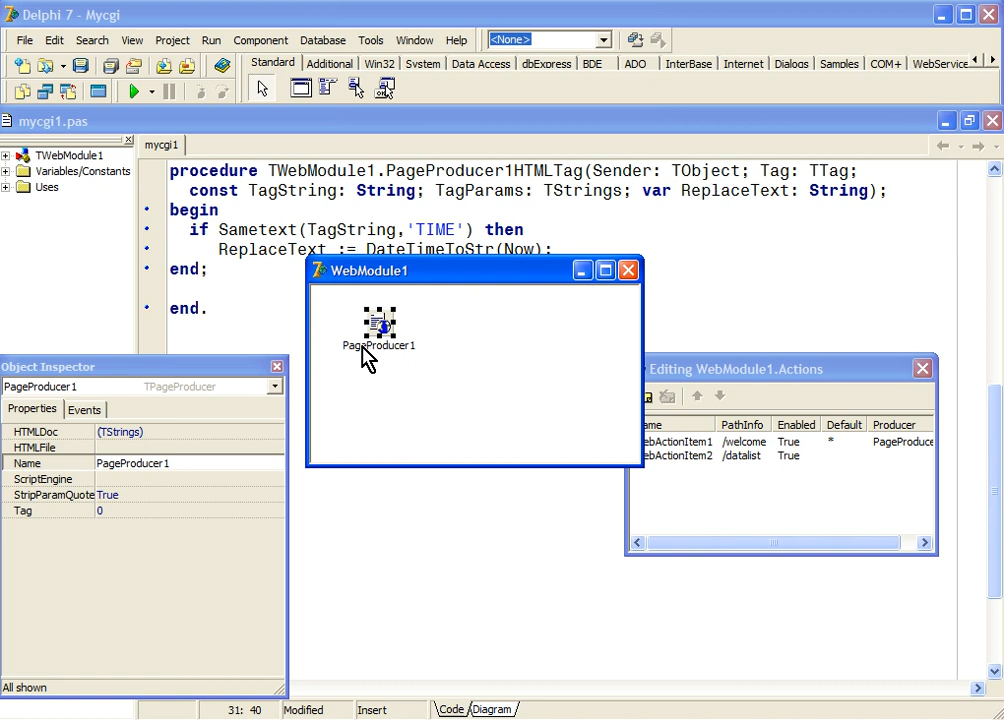 Delphi 7 - Mycgi
File Edit Search View Project Run Component Database Tools Window Help <None>
Standard Additional Win32 System Data Access dbExpress BDE ADO InterBase Internet Dialogs Samples COM+ WebService
mycgi1.pas
mycgi1
TWebModule1
Variables/Constants
Uses
procedure TWebModule1.PageProducer1HTMLTag(Sender: TObject; Tag: TTag;
const TagString: String; TagParams: TStrings; var ReplaceText: String);
begin
if Sametext(TagString,'TIME') then
ReplaceText := DateTimeToStr(Now);
end;
end.
WebModule1
PageProducer1
Object Inspector
PageProducer1 TPageProducer
Properties Events
HTMLDoc (TStrings)
HTMLFile
Name PageProducer1
ScriptEngine
StripParamQuote True
Tag 0
All shown
Editing WebModule1.Actions
ame PathInfo Enabled Default Producer
ebActionItem1 /welcome True * PageProduce
ebActionItem2 /datalist True
31: 40 Modified Insert Code Diagram